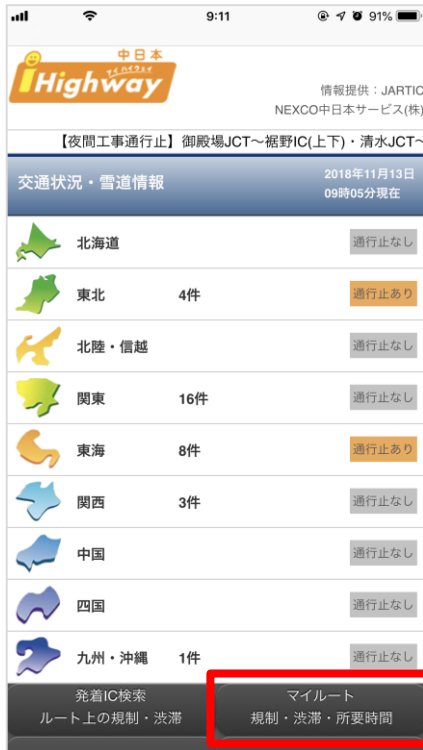 9:11
91%
中日本
アイハイウェイ
iHighway
情報提供：JARTIC
NEXCO中日本サービス(株)
【夜間工事通行止】御殿場JCT～裾野IC(上下)・清水JCT～
交通状況・雪道情報
2018年11月13日
09時05分現在
北海道 通行止なし
東北 4件 通行止あり
北陸・信越 通行止なし
関東 16件 通行止なし
東海 8件 通行止あり
関西 3件 通行止なし
中国 通行止なし
四国 通行止なし
九州・沖縄 1件 通行止なし
発着IC検索
ルート上の規制・渋滞
マイルート
規制・渋滞・所要時間